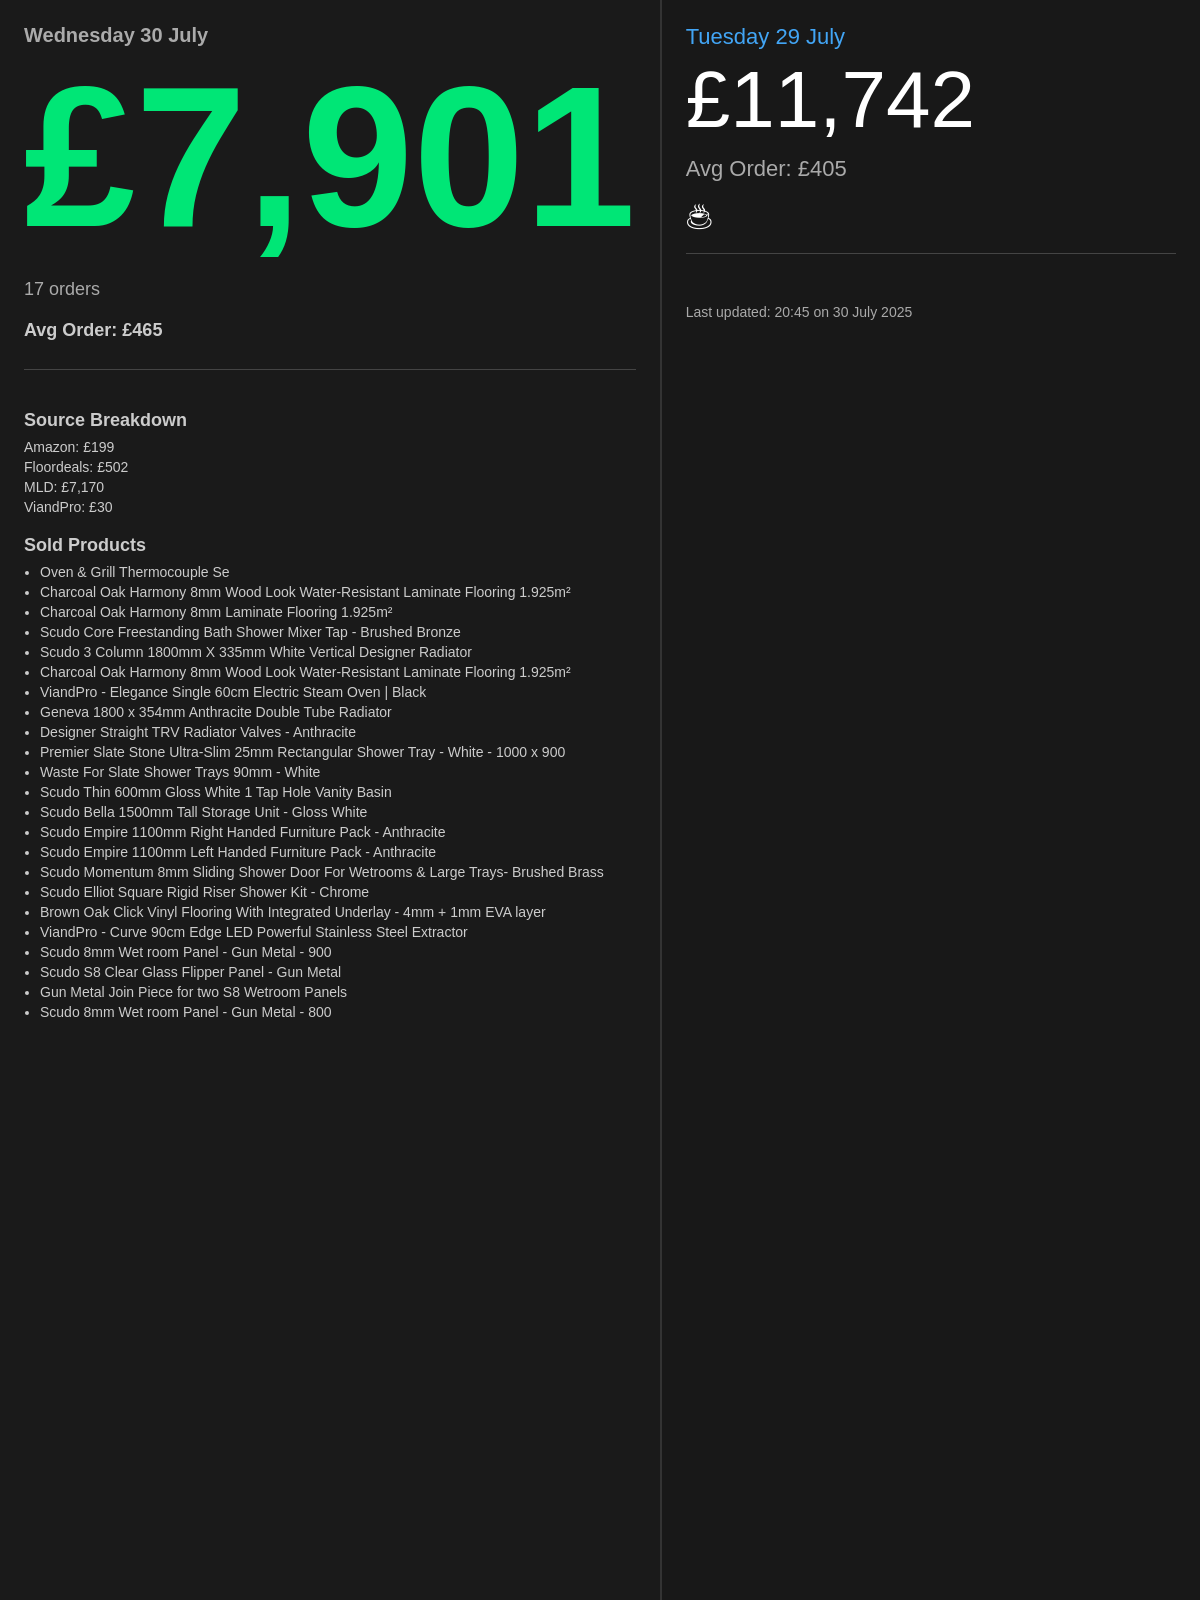 Wednesday 30 July
£7,901
17 orders
Avg Order: £465
Source Breakdown
Amazon: £199
Floordeals: £502
MLD: £7,170
ViandPro: £30
Sold Products
• Oven & Grill Thermocouple Se
• Charcoal Oak Harmony 8mm Wood Look Water-Resistant Laminate Flooring 1.925m²
• Charcoal Oak Harmony 8mm Laminate Flooring 1.925m²
• Scudo Core Freestanding Bath Shower Mixer Tap - Brushed Bronze
• Scudo 3 Column 1800mm X 335mm White Vertical Designer Radiator
• Charcoal Oak Harmony 8mm Wood Look Water-Resistant Laminate Flooring 1.925m²
• ViandPro - Elegance Single 60cm Electric Steam Oven | Black
• Geneva 1800 x 354mm Anthracite Double Tube Radiator
• Designer Straight TRV Radiator Valves - Anthracite
• Premier Slate Stone Ultra-Slim 25mm Rectangular Shower Tray - White - 1000 x 900
• Waste For Slate Shower Trays 90mm - White
• Scudo Thin 600mm Gloss White 1 Tap Hole Vanity Basin
• Scudo Bella 1500mm Tall Storage Unit - Gloss White
• Scudo Empire 1100mm Right Handed Furniture Pack - Anthracite
• Scudo Empire 1100mm Left Handed Furniture Pack - Anthracite
• Scudo Momentum 8mm Sliding Shower Door For Wetrooms & Large Trays- Brushed Brass
• Scudo Elliot Square Rigid Riser Shower Kit - Chrome
• Brown Oak Click Vinyl Flooring With Integrated Underlay - 4mm + 1mm EVA layer
• ViandPro - Curve 90cm Edge LED Powerful Stainless Steel Extractor
• Scudo 8mm Wet room Panel - Gun Metal - 900
• Scudo S8 Clear Glass Flipper Panel - Gun Metal
• Gun Metal Join Piece for two S8 Wetroom Panels
• Scudo 8mm Wet room Panel - Gun Metal - 800
Tuesday 29 July
£11,742
Avg Order: £405
☕
Last updated: 20:45 on 30 July 2025